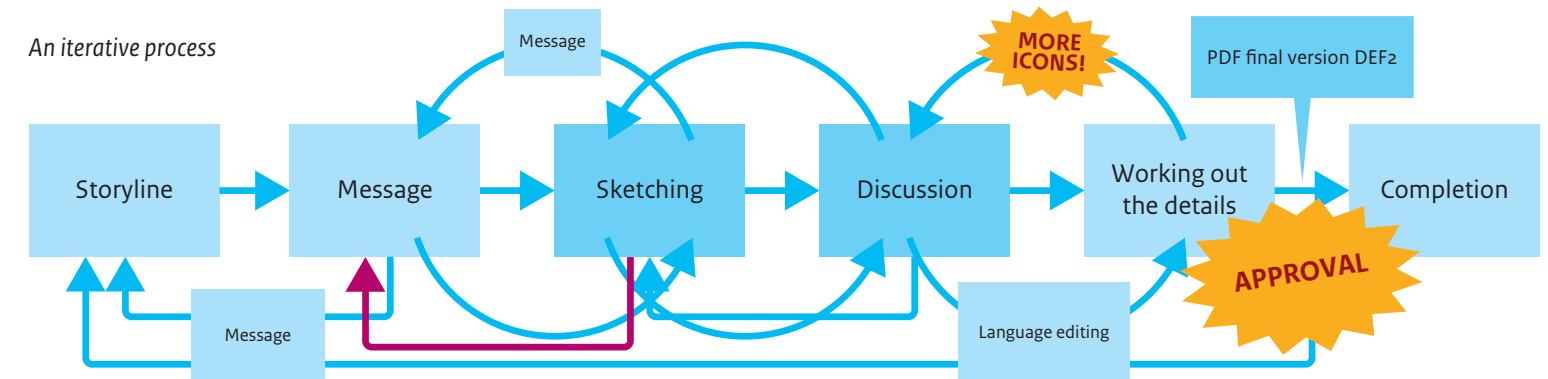 An iterative process
Message
MORE
ICONS!
PDF final version DEF2
Storyline
Message
Sketching
Discussion
Working out
the details
Completion
APPROVAL
Message
Language editing